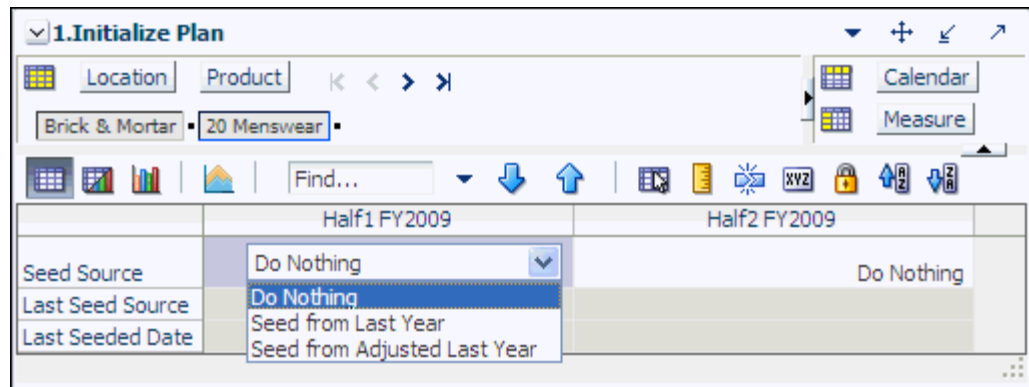 1.Initialize Plan
Location Product Calendar
Brick & Mortar 20 Menswear Measure
Find... XYZ
Half1 FY2009 Half2 FY2009
Seed Source Do Nothing Do Nothing
Do Nothing
Last Seed Source Seed from Last Year
Last Seeded Date Seed from Adjusted Last Year